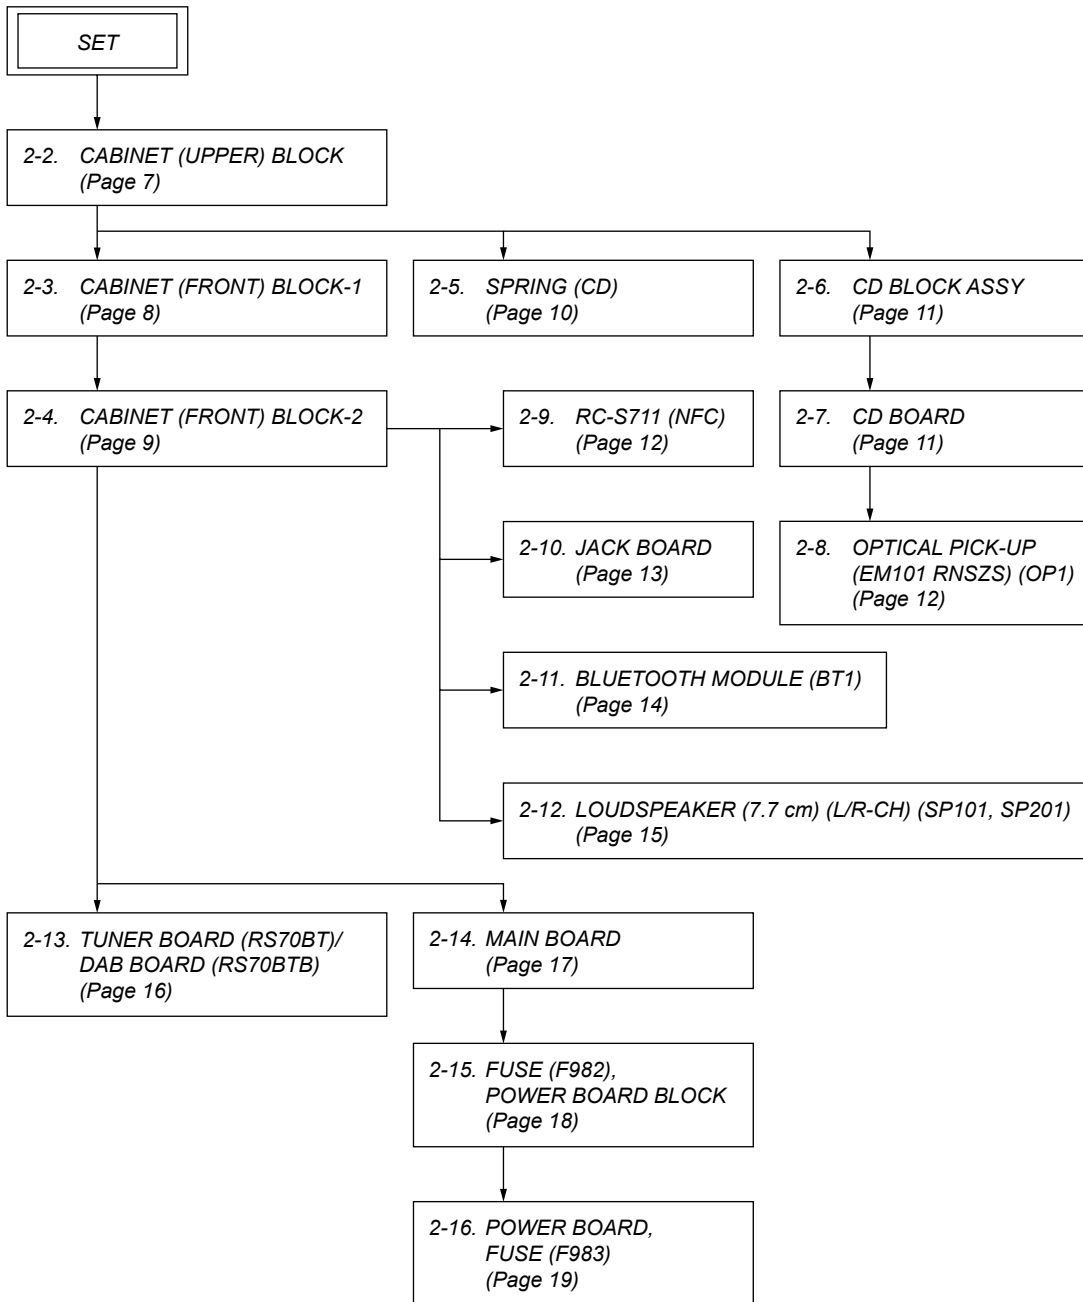 SET
2-2. CABINET (UPPER) BLOCK
(Page 7)
2-3. CABINET (FRONT) BLOCK-1
(Page 8)
2-5. SPRING (CD)
(Page 10)
2-6. CD BLOCK ASSY
(Page 11)
2-4. CABINET (FRONT) BLOCK-2
(Page 9)
2-9. RC-S711 (NFC)
(Page 12)
2-7. CD BOARD
(Page 11)
2-10. JACK BOARD
(Page 13)
2-8. OPTICAL PICK-UP
(EM101 RNSZS) (OP1)
(Page 12)
2-11. BLUETOOTH MODULE (BT1)
(Page 14)
2-12. LOUDSPEAKER (7.7 cm) (L/R-CH) (SP101, SP201)
(Page 15)
2-13. TUNER BOARD (RS70BT)/
DAB BOARD (RS70BTB)
(Page 16)
2-14. MAIN BOARD
(Page 17)
2-15. FUSE (F982),
POWER BOARD BLOCK
(Page 18)
2-16. POWER BOARD,
FUSE (F983)
(Page 19)